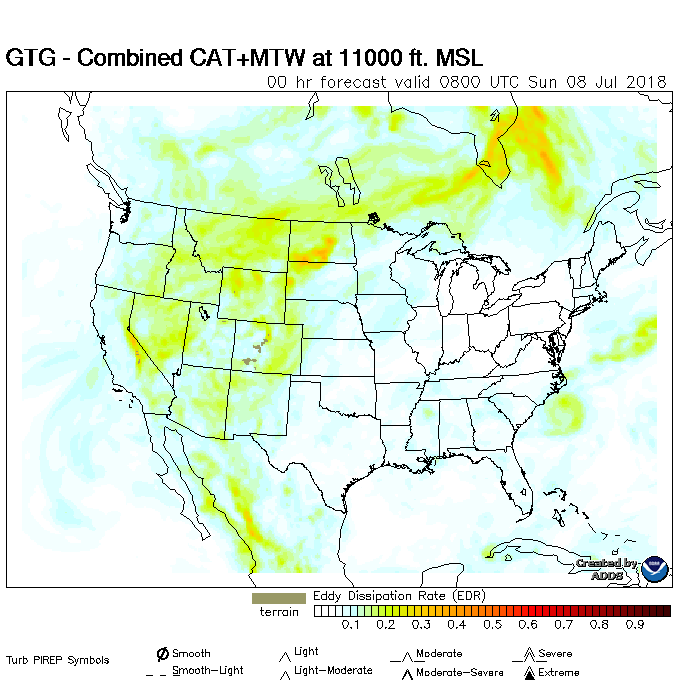 GTG - Combined CAT+MTW at 11000 ft. MSL
00 hr forecast valid 0800 UTC Sun 08 Jul 2018
Created by
ADDS
terrain
Eddy Dissipation Rate (EDR)
0.1 0.2 0.3 0.4 0.5 0.6 0.7 0.8 0.9
Turb PIREP Symbols
Smooth Light Moderate Severe
Smooth-Light Light-Moderate Moderate-Severe Extreme